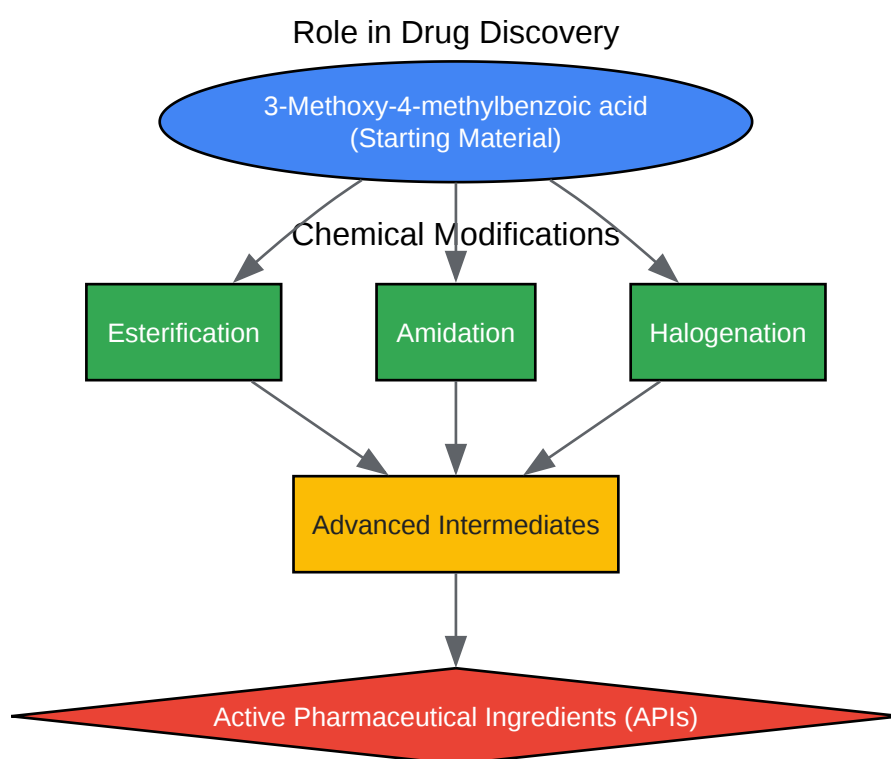 Role in Drug Discovery
3-Methoxy-4-methylbenzoic acid
(Starting Material)
Chemical Modifications
Esterification
Amidation
Halogenation
Advanced Intermediates
Active Pharmaceutical Ingredients (APIs)